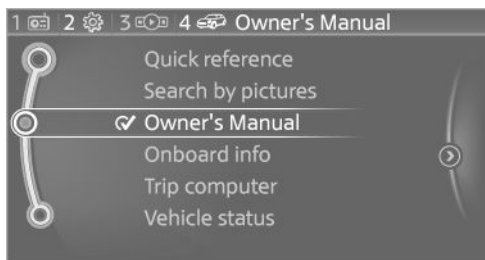 1 2 3 4 Owner's Manual
Quick reference
Search by pictures
Owner's Manual
Onboard info
Trip computer
Vehicle status